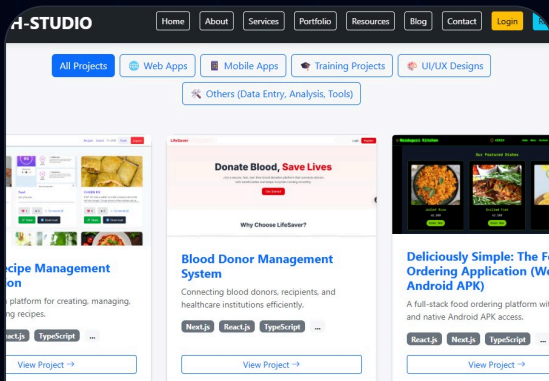 H-STUDIO
Home
About
Services
Portfolio
Resources
Blog
Contact
Login
All Projects
Web Apps
Mobile Apps
Training Projects
UI/UX Designs
Others (Data Entry, Analysis, Tools)
LifeSaver
Donate Blood, Save Lives
Why Choose LifeSaver?
Our Featured Dishes
cipe Management
on
platform for creating, managing,
ng recipes.
act.js
TypeScript
...
View Project →
Blood Donor Management
System
Connecting blood donors, recipients, and
healthcare institutions efficiently.
Next.js
React.js
TypeScript
...
View Project →
Deliciously Simple: The F
Ordering Application (We
Android APK)
A full-stack food ordering platform wit
and native Android APK access.
React.js
Next.js
TypeScript
...
View Project →